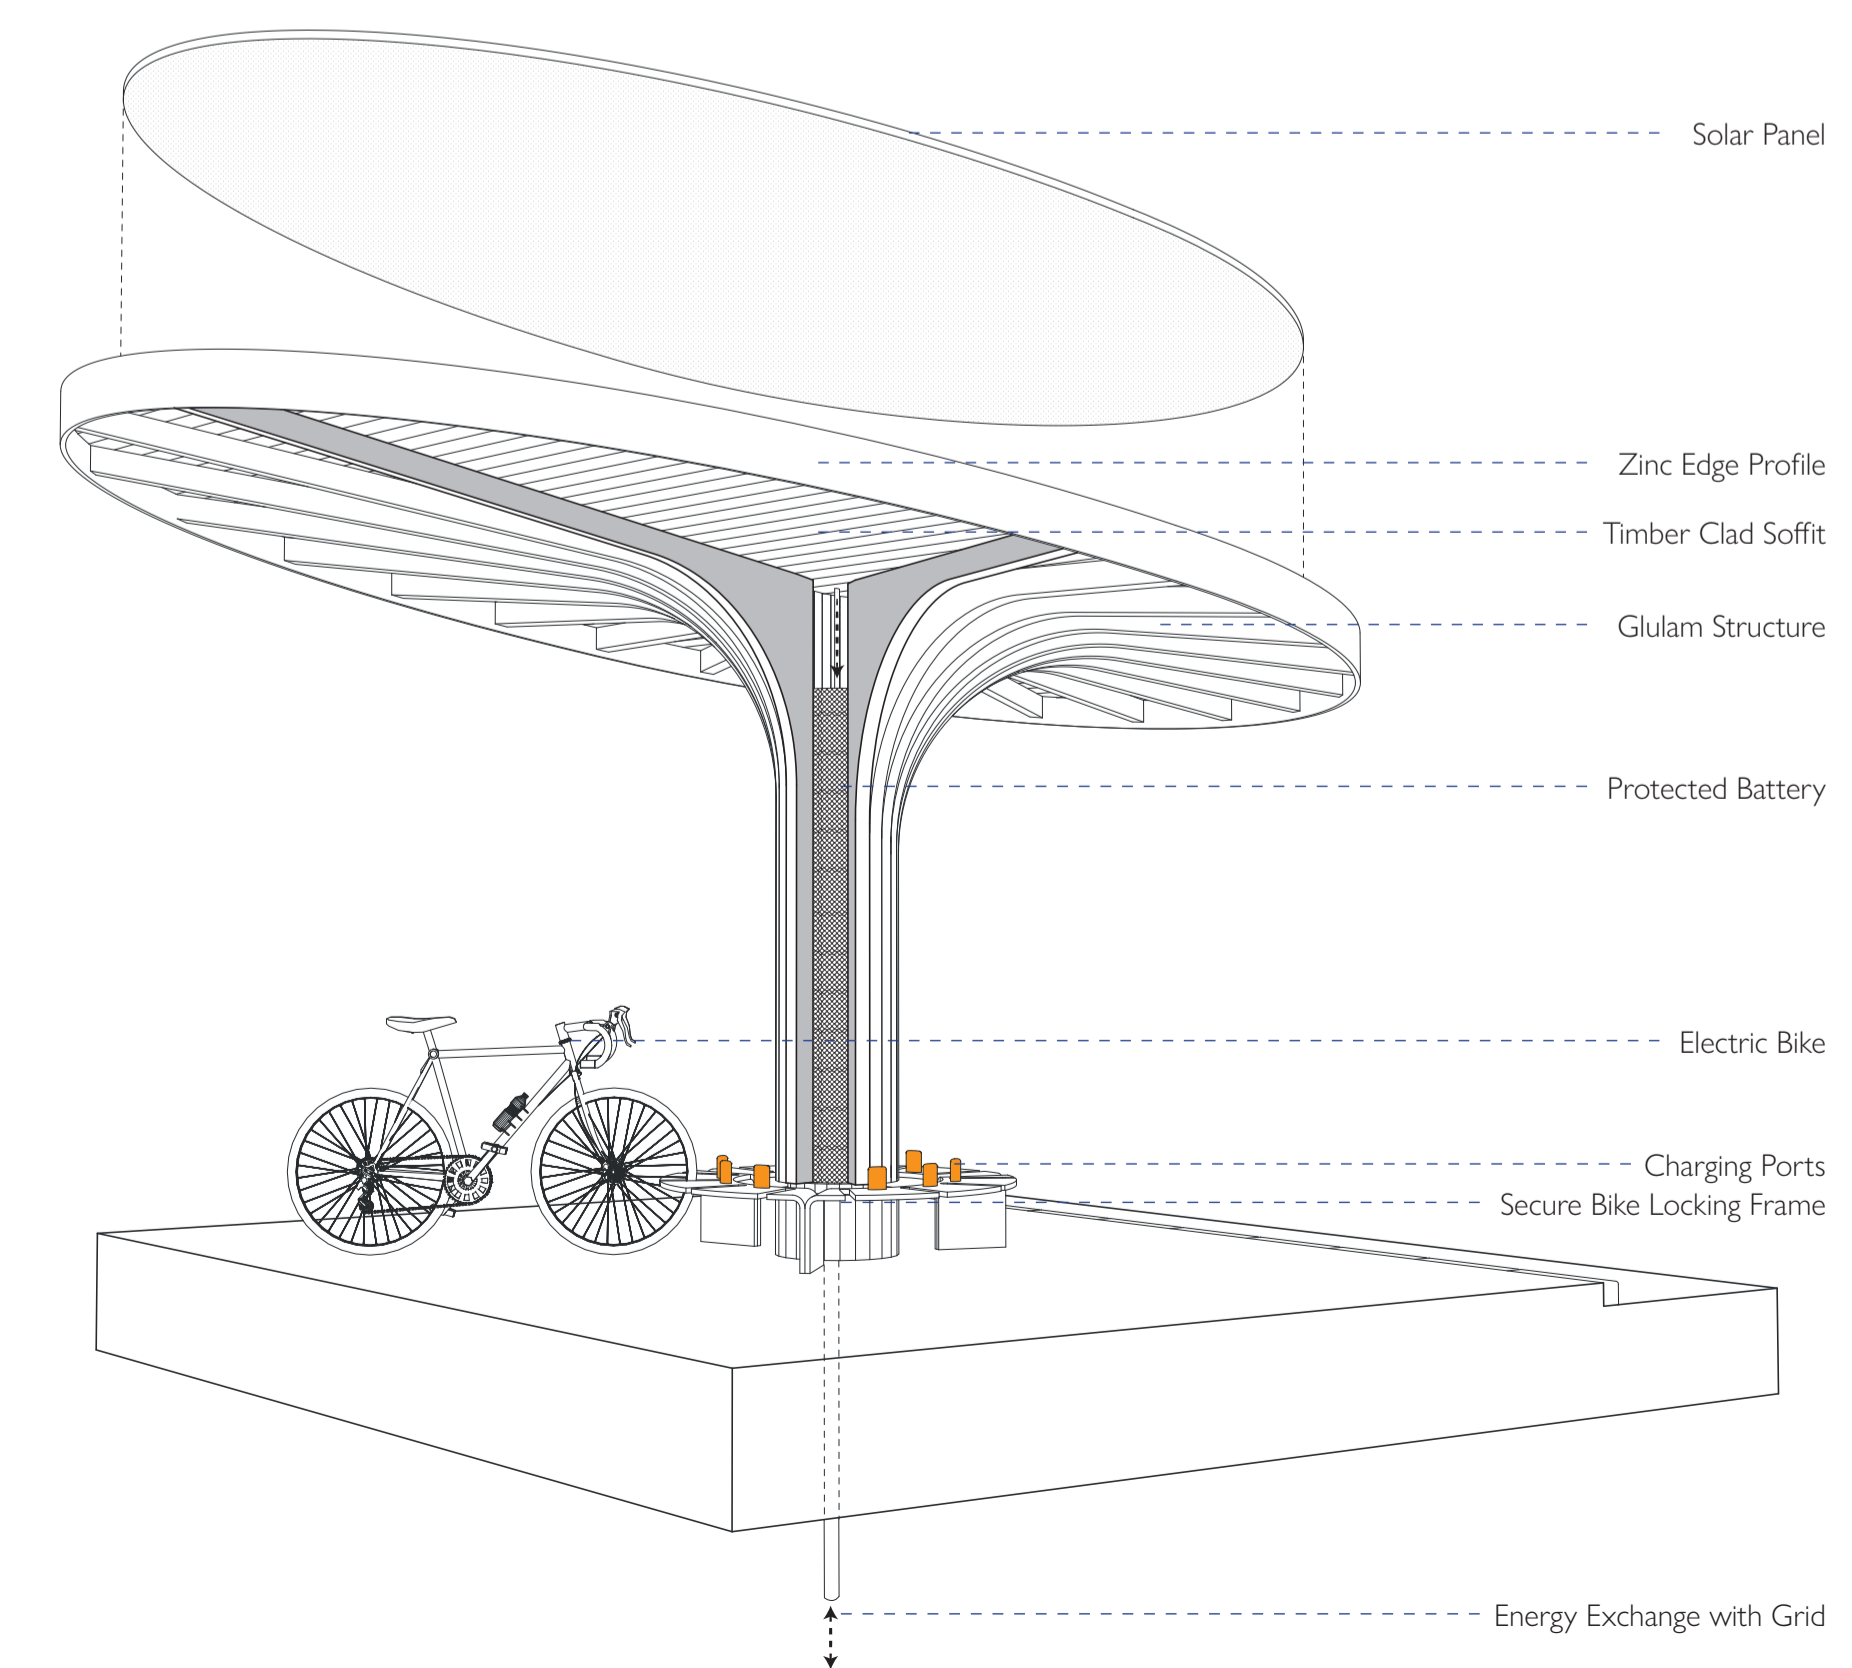 Solar Panel
Zinc Edge Profile
Timber Clad Soffit
Glulam Structure
Protected Battery
Electric Bike
Charging Ports
Secure Bike Locking Frame
Energy Exchange with Grid